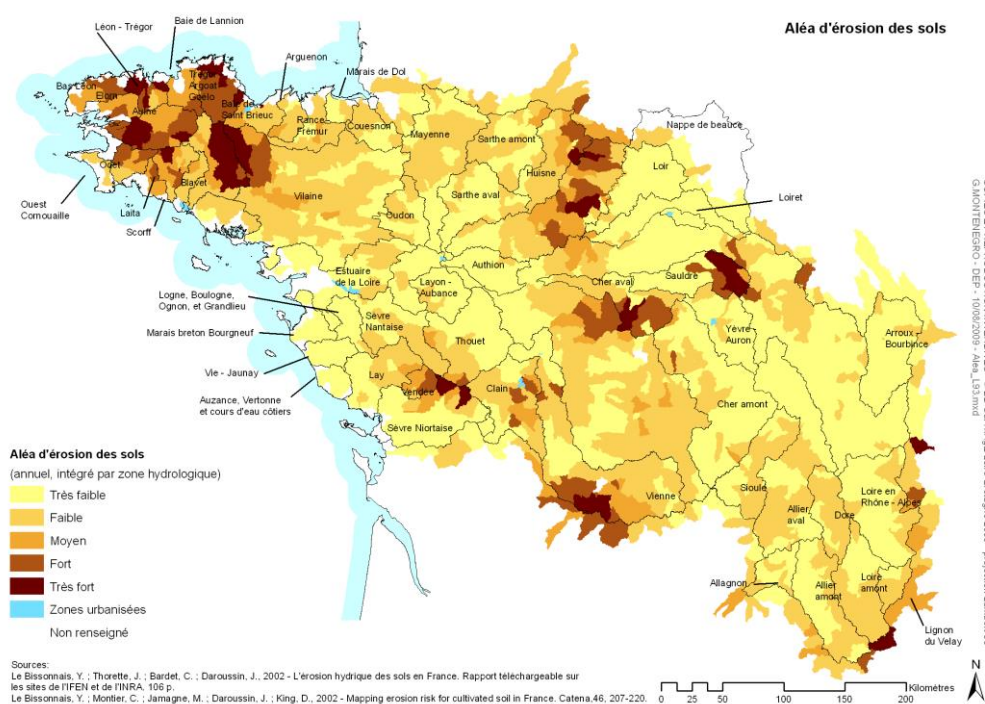 Aléa d'érosion des sols
Baie de Lannion
Léon - Trégor
Arguenon
Marais de Dol
Bas Léon
Elorn
Trégor
Argoat
Goëlo
Baie de
Saint Brieuc
Aulne
Rance
Frémur
Couesnon
Mayenne
Sarthe amont
Nappe de beauce
Huisne
Loir
Odet
Blavet
Vilaine
Sarthe aval
Loiret
Ouest
Cornouaille
Laita
Scorff
Oudon
Estuaire
de la Loire
Authion
Sauldre
Cher aval
Layon -
Aubance
Logne, Boulogne,
Ognon, et Grandlieu
Sèvre
Nantaise
Yèvre
Auron
Arroux -
Bourbince
Marais breton Bourgneuf
Thouet
Vie - Jaunay
Lay
Vendée
Clain
Auzance, Vertonne
et cours d'eau côtiers
Cher amont
Sèvre Niortaise
Vienne
Sioule
Loire en
Rhône - Alpes
Allier
aval
Dore
Allagnon
Allier
amont
Loire
amont
Lignon
du Velay
Aléa d'érosion des sols
(annuel, intégré par zone hydrologique)
Très faible
Faible
Moyen
Fort
Très fort
Zones urbanisées
Non renseigné
G.MONTENEGRO - DEP - 10/08/2009 - Alea_L93.mxd
N
Kilomètres
0 25 50 100 150 200
Sources:
Le Bissonnais, Y. ; Thorette, J. ; Bardet, C. ; Daroussin, J., 2002 - L'érosion hydrique des sols en France. Rapport téléchargeable sur
les sites de l'IFEN et de l'INRA. 106 p.
Le Bissonnais, Y. ; Montier, C. ; Jamagne, M. ; Daroussin, J. ; King, D., 2002 - Mapping erosion risk for cultivated soil in France. Catena,46, 207-220.